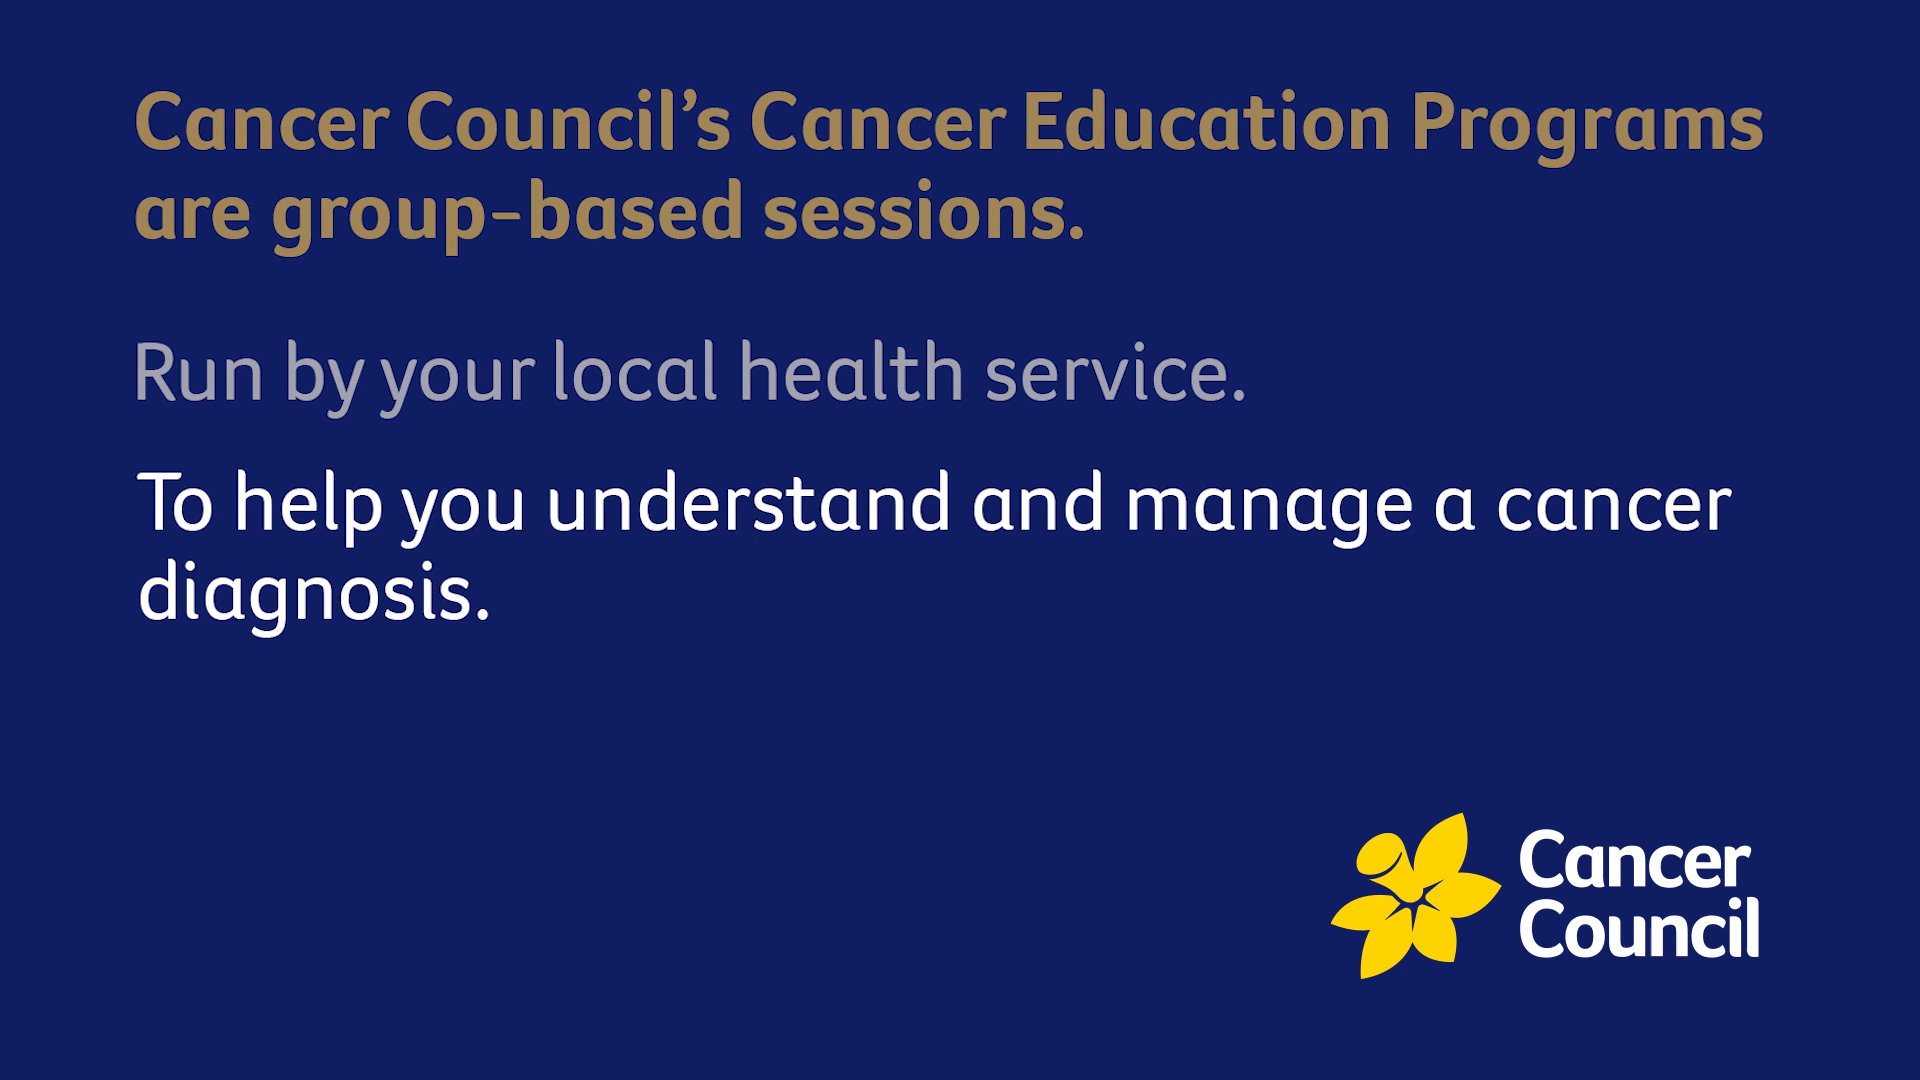 Cancer Council’s Cancer Education Programs
are group-based sessions.
Run by your local health service.
To help you understand and manage a cancer
diagnosis.
Cancer
Council